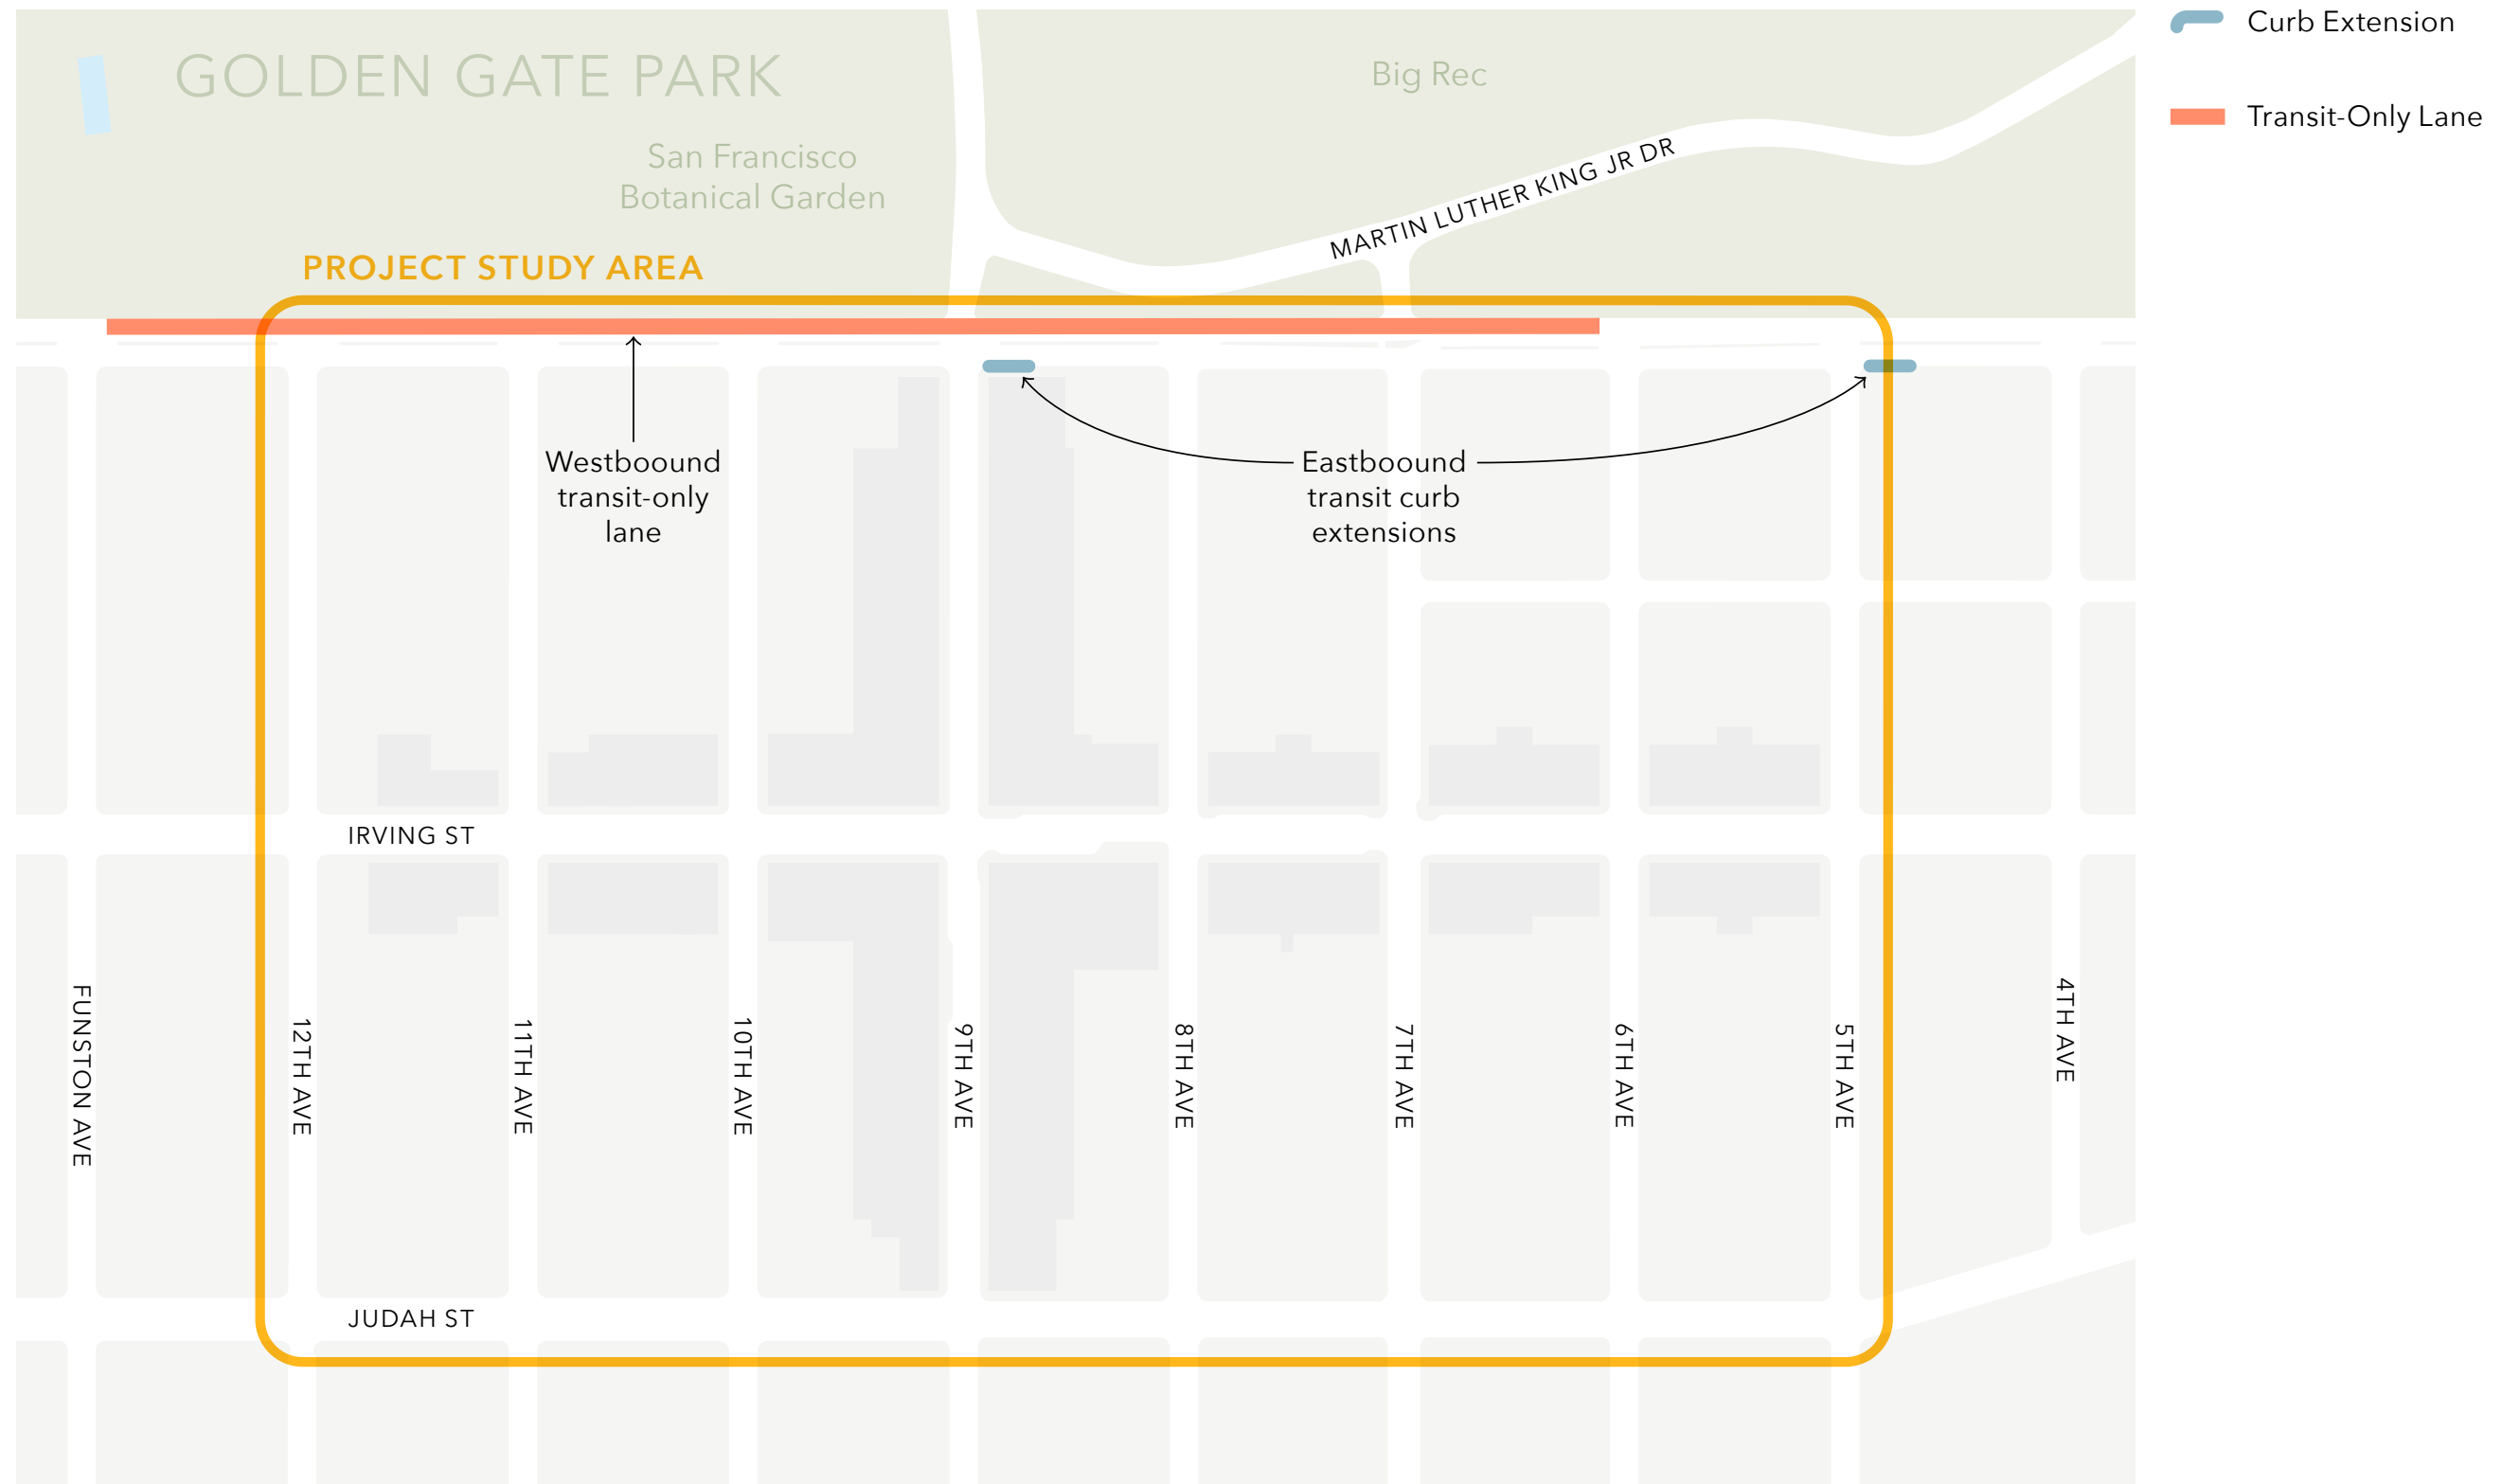 Curb Extension
Transit-Only Lane
GOLDEN GATE PARK
Big Rec
San Francisco
Botanical Garden
MARTIN LUTHER KING JR DR
PROJECT STUDY AREA
Westboound
transit-only
lane
Eastboound
transit curb
extensions
IRVING ST
FUNSTON AVE
12TH AVE
11TH AVE
10TH AVE
9TH AVE
8TH AVE
7TH AVE
6TH AVE
5TH AVE
4TH AVE
JUDAH ST